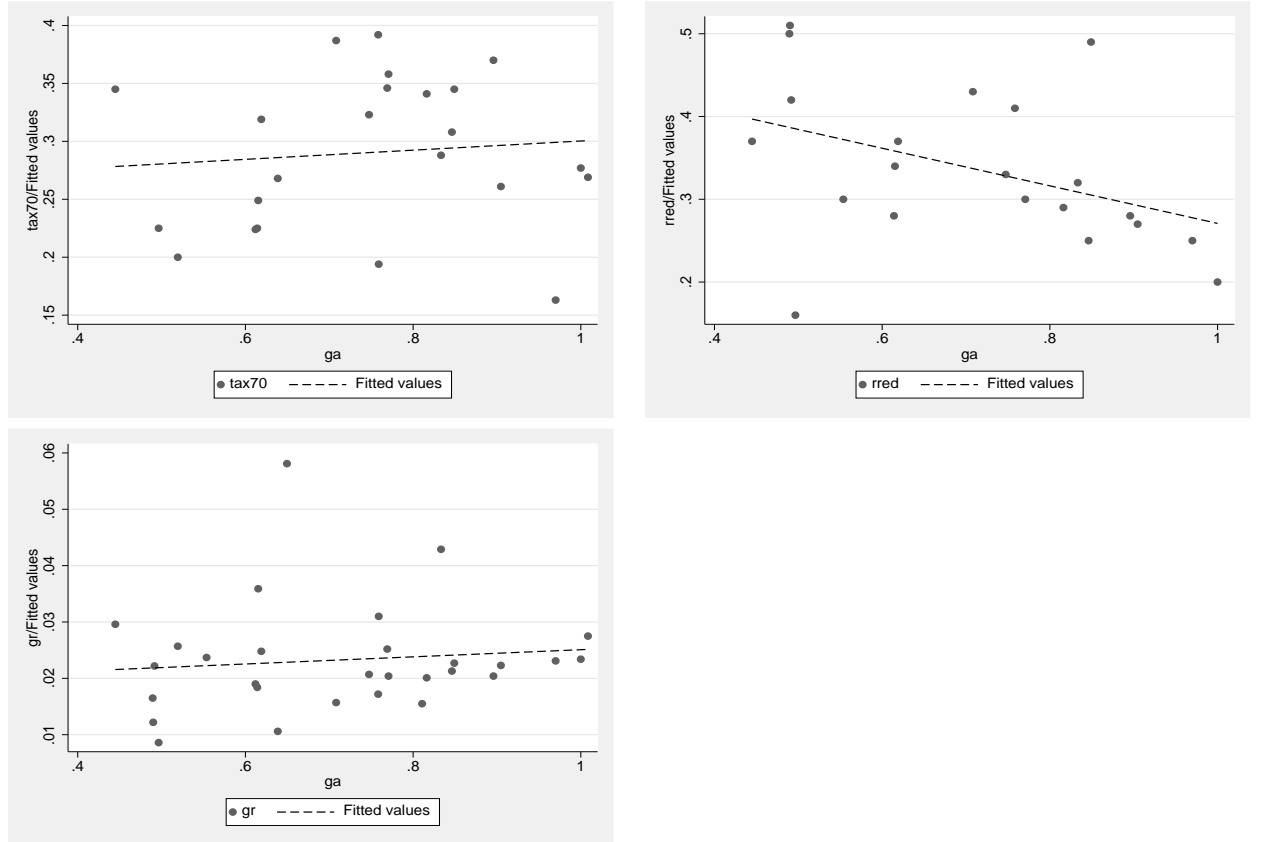 tax70/Fitted values
.4
.35
.3
.25
.2
.15
.4 .6 .8 1
ga
tax70 Fitted values
rred/Fitted values
.5
.4
.3
.2
.4 .6 .8 1
ga
rred Fitted values
gr/Fitted values
.06
.05
.04
.03
.02
.01
.4 .6 .8 1
ga
gr Fitted values